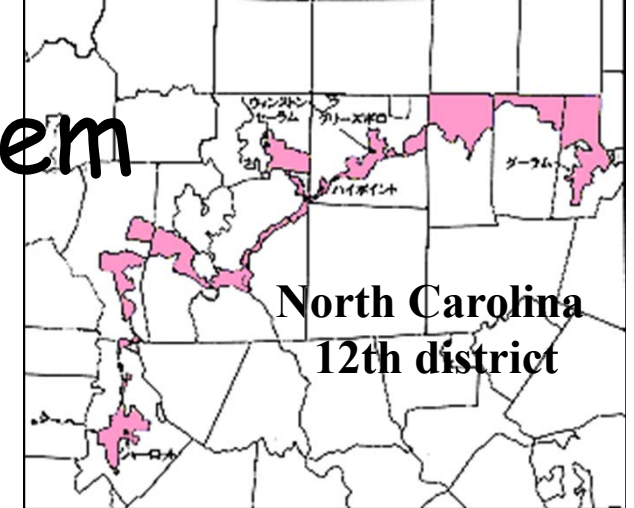 em
ウィンストン
セーラム
グリーズボロ
ハイポイント
ダーラム
North Carolina
12th district
シャーロット